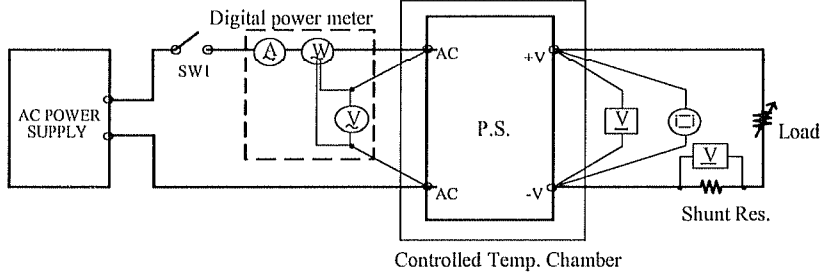 Digital power meter
SW1
A
W
V
AC
AC
AC POWER
SUPPLY
P.S.
+V
-V
V
V
Load
Shunt Res.
Controlled Temp. Chamber